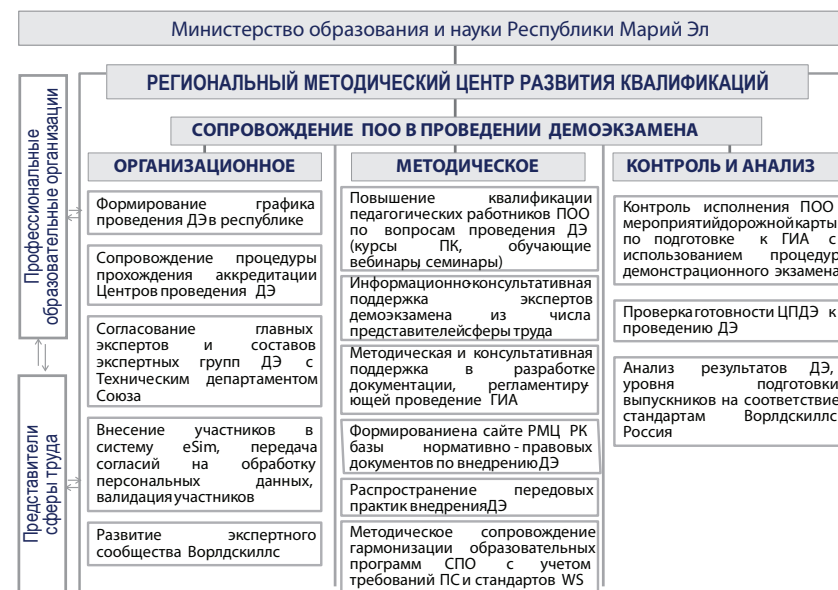 Министерство образования и науки Республики Марий Эл
РЕГИОНАЛЬНЫЙ МЕТОДИЧЕСКИЙ ЦЕНТР РАЗВИТИЯ КВАЛИФИКАЦИЙ
СОПРОВОЖДЕНИЕ ПОО В ПРОВЕДЕНИИ ДЕМОЭКЗАМЕНА
Профессиональные
образовательные организации
Представители
сферы труда
ОРГАНИЗАЦИОННОЕ
Формирование графика
проведения ДЭ в республике
Сопровождение процедуры
прохождения аккредитации
Центров проведения ДЭ
Согласование главных
экспертов и составов
экспертных групп ДЭ с
Техническим департаментом
Союза
Внесение участников в
систему eSim, передача
согласий на обработку
персональных данных,
валидация участников
Развитие экспертного
сообщества Ворлдскиллс
МЕТОДИЧЕСКОЕ
Повышение квалификации
педагогических работников ПОО
по вопросам проведения ДЭ
(курсы ПК, обучающие
вебинары, семинары)
Информационно-консультативная
поддержка экспертов
демоэкзамена из числа
представителей сферы труда
Методическая и консультативная
поддержка в разработке
документации, регламентиру-
ющей проведение ГИА
Формирование на сайте РМЦ РК
базы нормативно - правовых
документов по внедрению ДЭ
Распространение передовых
практик внедрения ДЭ
Методическое сопровождение
гармонизации образовательных
программ СПО с учетом
требований ПС и стандартов WS
КОНТРОЛЬ И АНАЛИЗ
Контроль исполнения ПОО
мероприятий дорожной карты
по подготовке к ГИА с
использованием процедур
демонстрационного экзамена
Проверка готовности ЦПДЭ к
проведению ДЭ
Анализ результатов ДЭ,
уровня подготовки
выпускников на соответствие
стандартам Ворлдскиллс
Россия